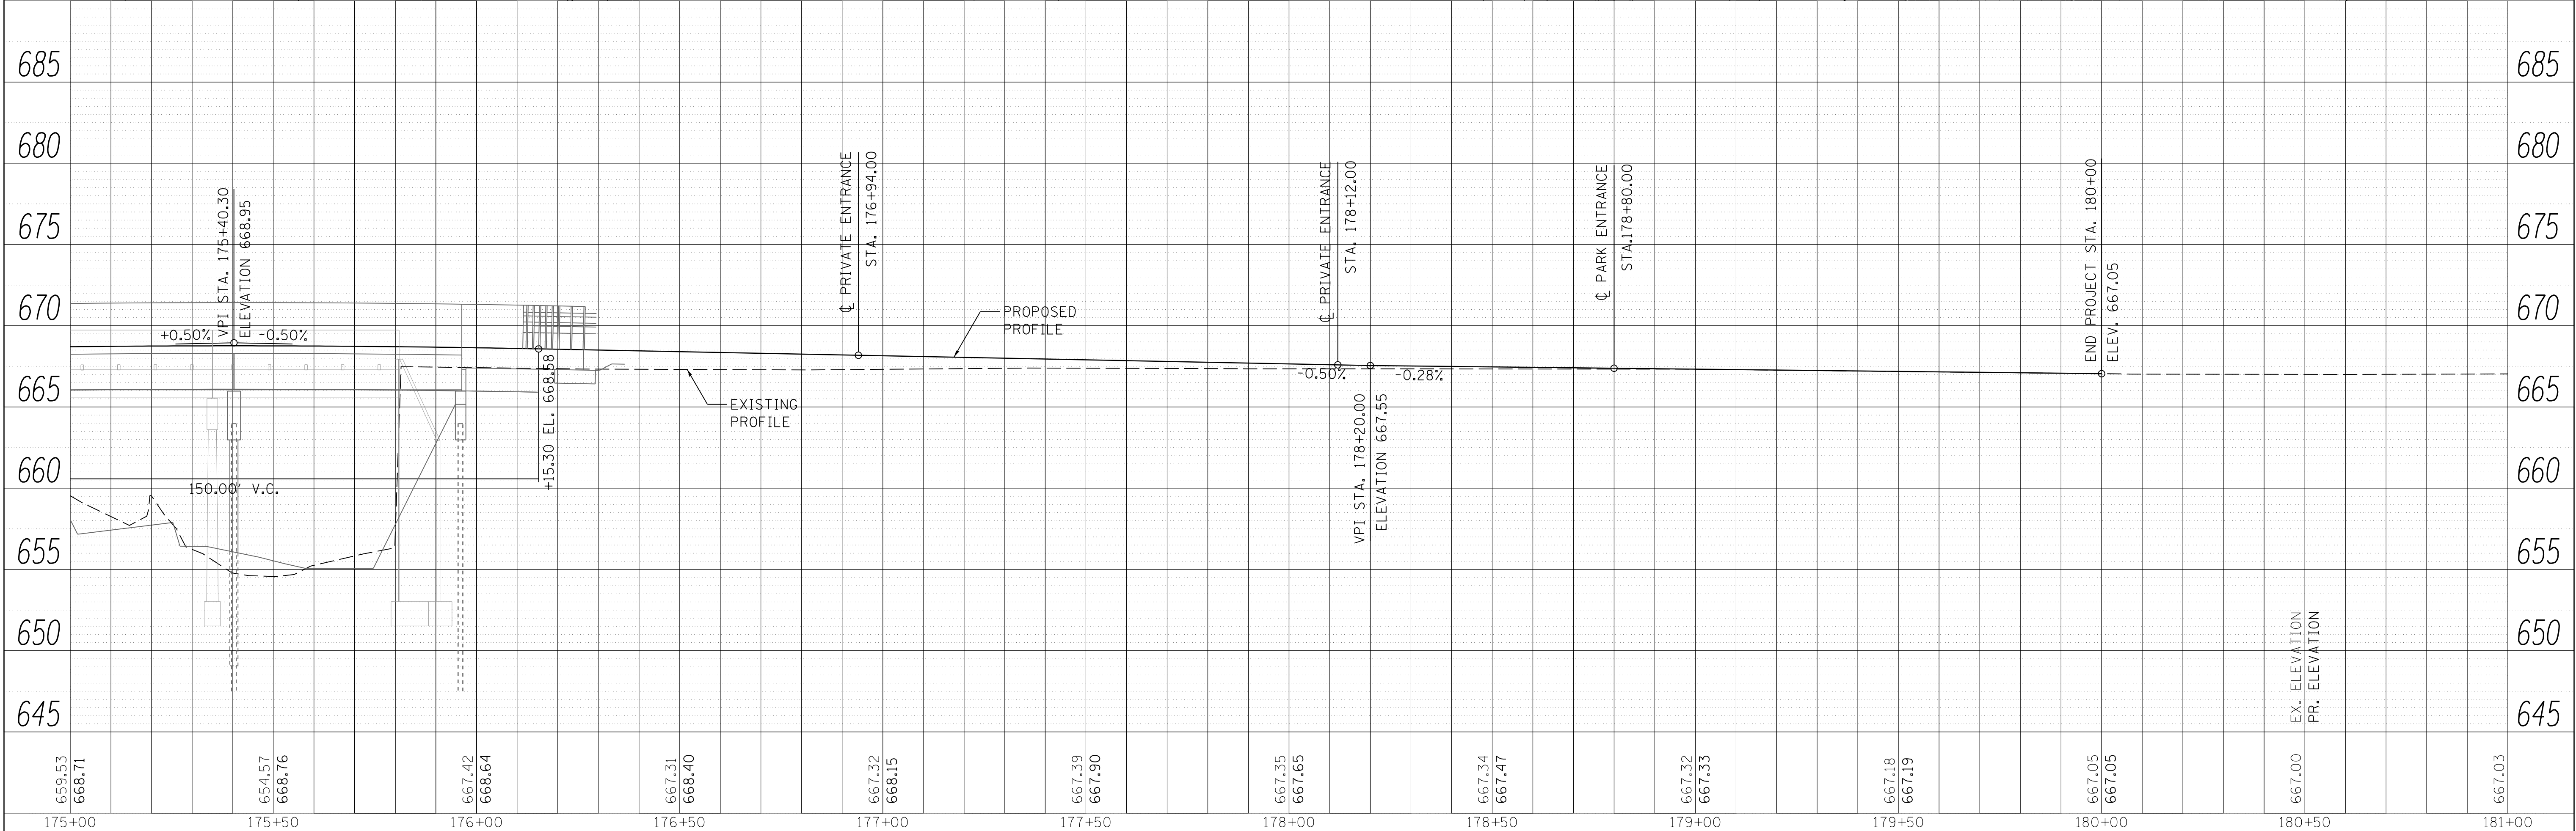 685
685
680
680
675
675
670
670
665
665
660
660
655
655
650
650
645
645
VPI STA. 175+40.30
ELEVATION 668.95
+0.50%
-0.50%
150.00' V.C.
+15.30 EL. 668.58
℄ PRIVATE ENTRANCE
STA. 176+94.00
PROPOSED
PROFILE
EXISTING
PROFILE
℄ PRIVATE ENTRANCE
STA. 178+12.00
-0.50%
-0.28%
VPI STA. 178+20.00
ELEVATION 667.55
℄ PARK ENTRANCE
STA.178+80.00
END PROJECT STA. 180+00
ELEV. 667.05
EX. ELEVATION
PR. ELEVATION
659.53
668.71
654.57
668.76
667.42
668.64
667.31
668.40
667.32
668.15
667.39
667.90
667.35
667.65
667.34
667.47
667.32
667.33
667.18
667.19
667.05
667.05
667.00
667.03
175+00
175+50
176+00
176+50
177+00
177+50
178+00
178+50
179+00
179+50
180+00
180+50
181+00